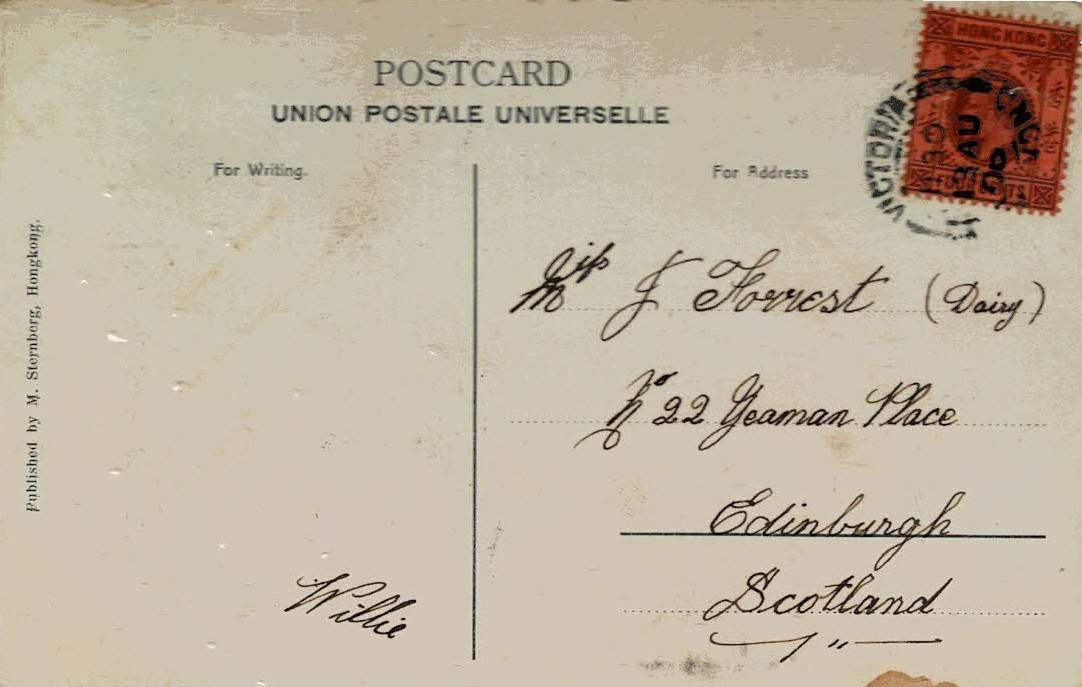 POSTCARD
UNION POSTALE UNIVERSELLE
For Writing.
For Address
HONG KONG
VICTORIA
Miss J Forrest (Dairy)
No 22 Yeaman Place
Edinburgh
Scotland
Willie
Published by M. Sternberg, Hongkong.